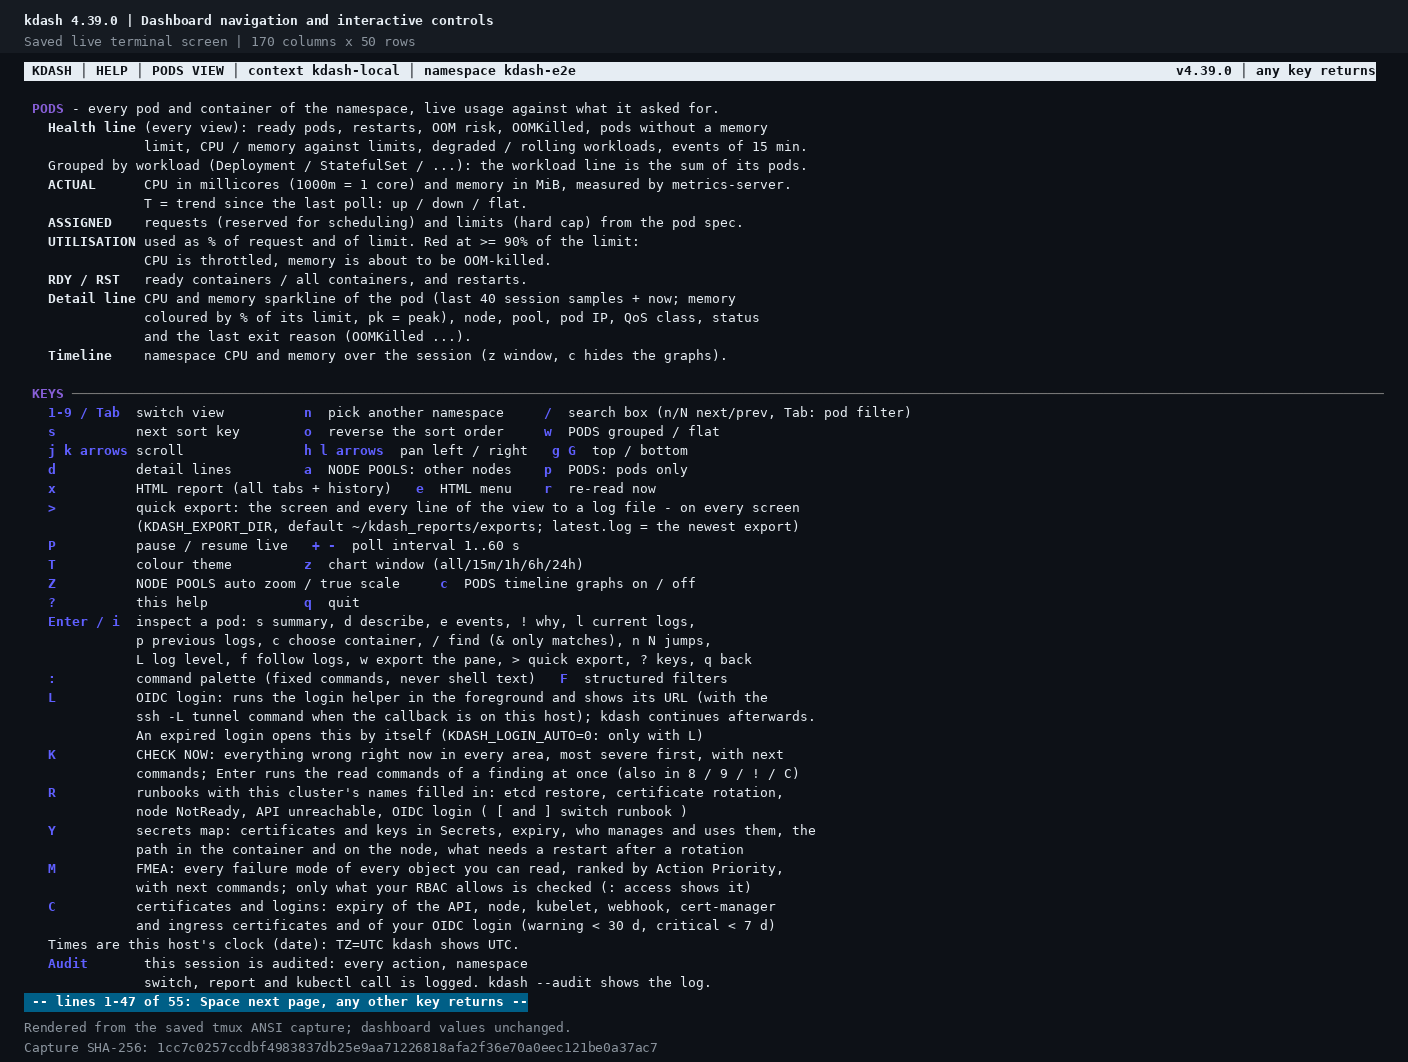 kdash 4.39.0 | Dashboard navigation and interactive controls
Saved live terminal screen | 170 columns x 50 rows
KDASH │ HELP │ PODS VIEW │ context kdash-local │ namespace kdash-e2e v4.39.0 │ any key returns
PODS - every pod and container of the namespace, live usage against what it asked for.
Health line (every view): ready pods, restarts, OOM risk, OOMKilled, pods without a memory
limit, CPU / memory against limits, degraded / rolling workloads, events of 15 min.
Grouped by workload (Deployment / StatefulSet / ...): the workload line is the sum of its pods.
ACTUAL CPU in millicores (1000m = 1 core) and memory in MiB, measured by metrics-server.
T = trend since the last poll: up / down / flat.
ASSIGNED requests (reserved for scheduling) and limits (hard cap) from the pod spec.
UTILISATION used as % of request and of limit. Red at >= 90% of the limit:
CPU is throttled, memory is about to be OOM-killed.
RDY / RST ready containers / all containers, and restarts.
Detail line CPU and memory sparkline of the pod (last 40 session samples + now; memory
coloured by % of its limit, pk = peak), node, pool, pod IP, QoS class, status
and the last exit reason (OOMKilled ...).
Timeline namespace CPU and memory over the session (z window, c hides the graphs).
KEYS
1-9 / Tab switch view n pick another namespace / search box (n/N next/prev, Tab: pod filter)
s next sort key o reverse the sort order w PODS grouped / flat
j k arrows scroll h l arrows pan left / right g G top / bottom
d detail lines a NODE POOLS: other nodes p PODS: pods only
x HTML report (all tabs + history) e HTML menu r re-read now
> quick export: the screen and every line of the view to a log file - on every screen
(KDASH_EXPORT_DIR, default ~/kdash_reports/exports; latest.log = the newest export)
P pause / resume live + - poll interval 1..60 s
T colour theme z chart window (all/15m/1h/6h/24h)
Z NODE POOLS auto zoom / true scale c PODS timeline graphs on / off
? this help q quit
Enter / i inspect a pod: s summary, d describe, e events, ! why, l current logs,
p previous logs, c choose container, / find (& only matches), n N jumps,
L log level, f follow logs, w export the pane, > quick export, ? keys, q back
: command palette (fixed commands, never shell text) F structured filters
L OIDC login: runs the login helper in the foreground and shows its URL (with the
ssh -L tunnel command when the callback is on this host); kdash continues afterwards.
An expired login opens this by itself (KDASH_LOGIN_AUTO=0: only with L)
K CHECK NOW: everything wrong right now in every area, most severe first, with next
commands; Enter runs the read commands of a finding at once (also in 8 / 9 / ! / C)
R runbooks with this cluster's names filled in: etcd restore, certificate rotation,
node NotReady, API unreachable, OIDC login ( [ and ] switch runbook )
Y secrets map: certificates and keys in Secrets, expiry, who manages and uses them, the
path in the container and on the node, what needs a restart after a rotation
M FMEA: every failure mode of every object you can read, ranked by Action Priority,
with next commands; only what your RBAC allows is checked (: access shows it)
C certificates and logins: expiry of the API, node, kubelet, webhook, cert-manager
and ingress certificates and of your OIDC login (warning < 30 d, critical < 7 d)
Times are this host's clock (date): TZ=UTC kdash shows UTC.
Audit this session is audited: every action, namespace
switch, report and kubectl call is logged. kdash --audit shows the log.
-- lines 1-47 of 55: Space next page, any other key returns --
Rendered from the saved tmux ANSI capture; dashboard values unchanged.
Capture SHA-256: 1cc7c0257ccdbf4983837db25e9aa71226818afa2f36e70a0eec121be0a37ac7